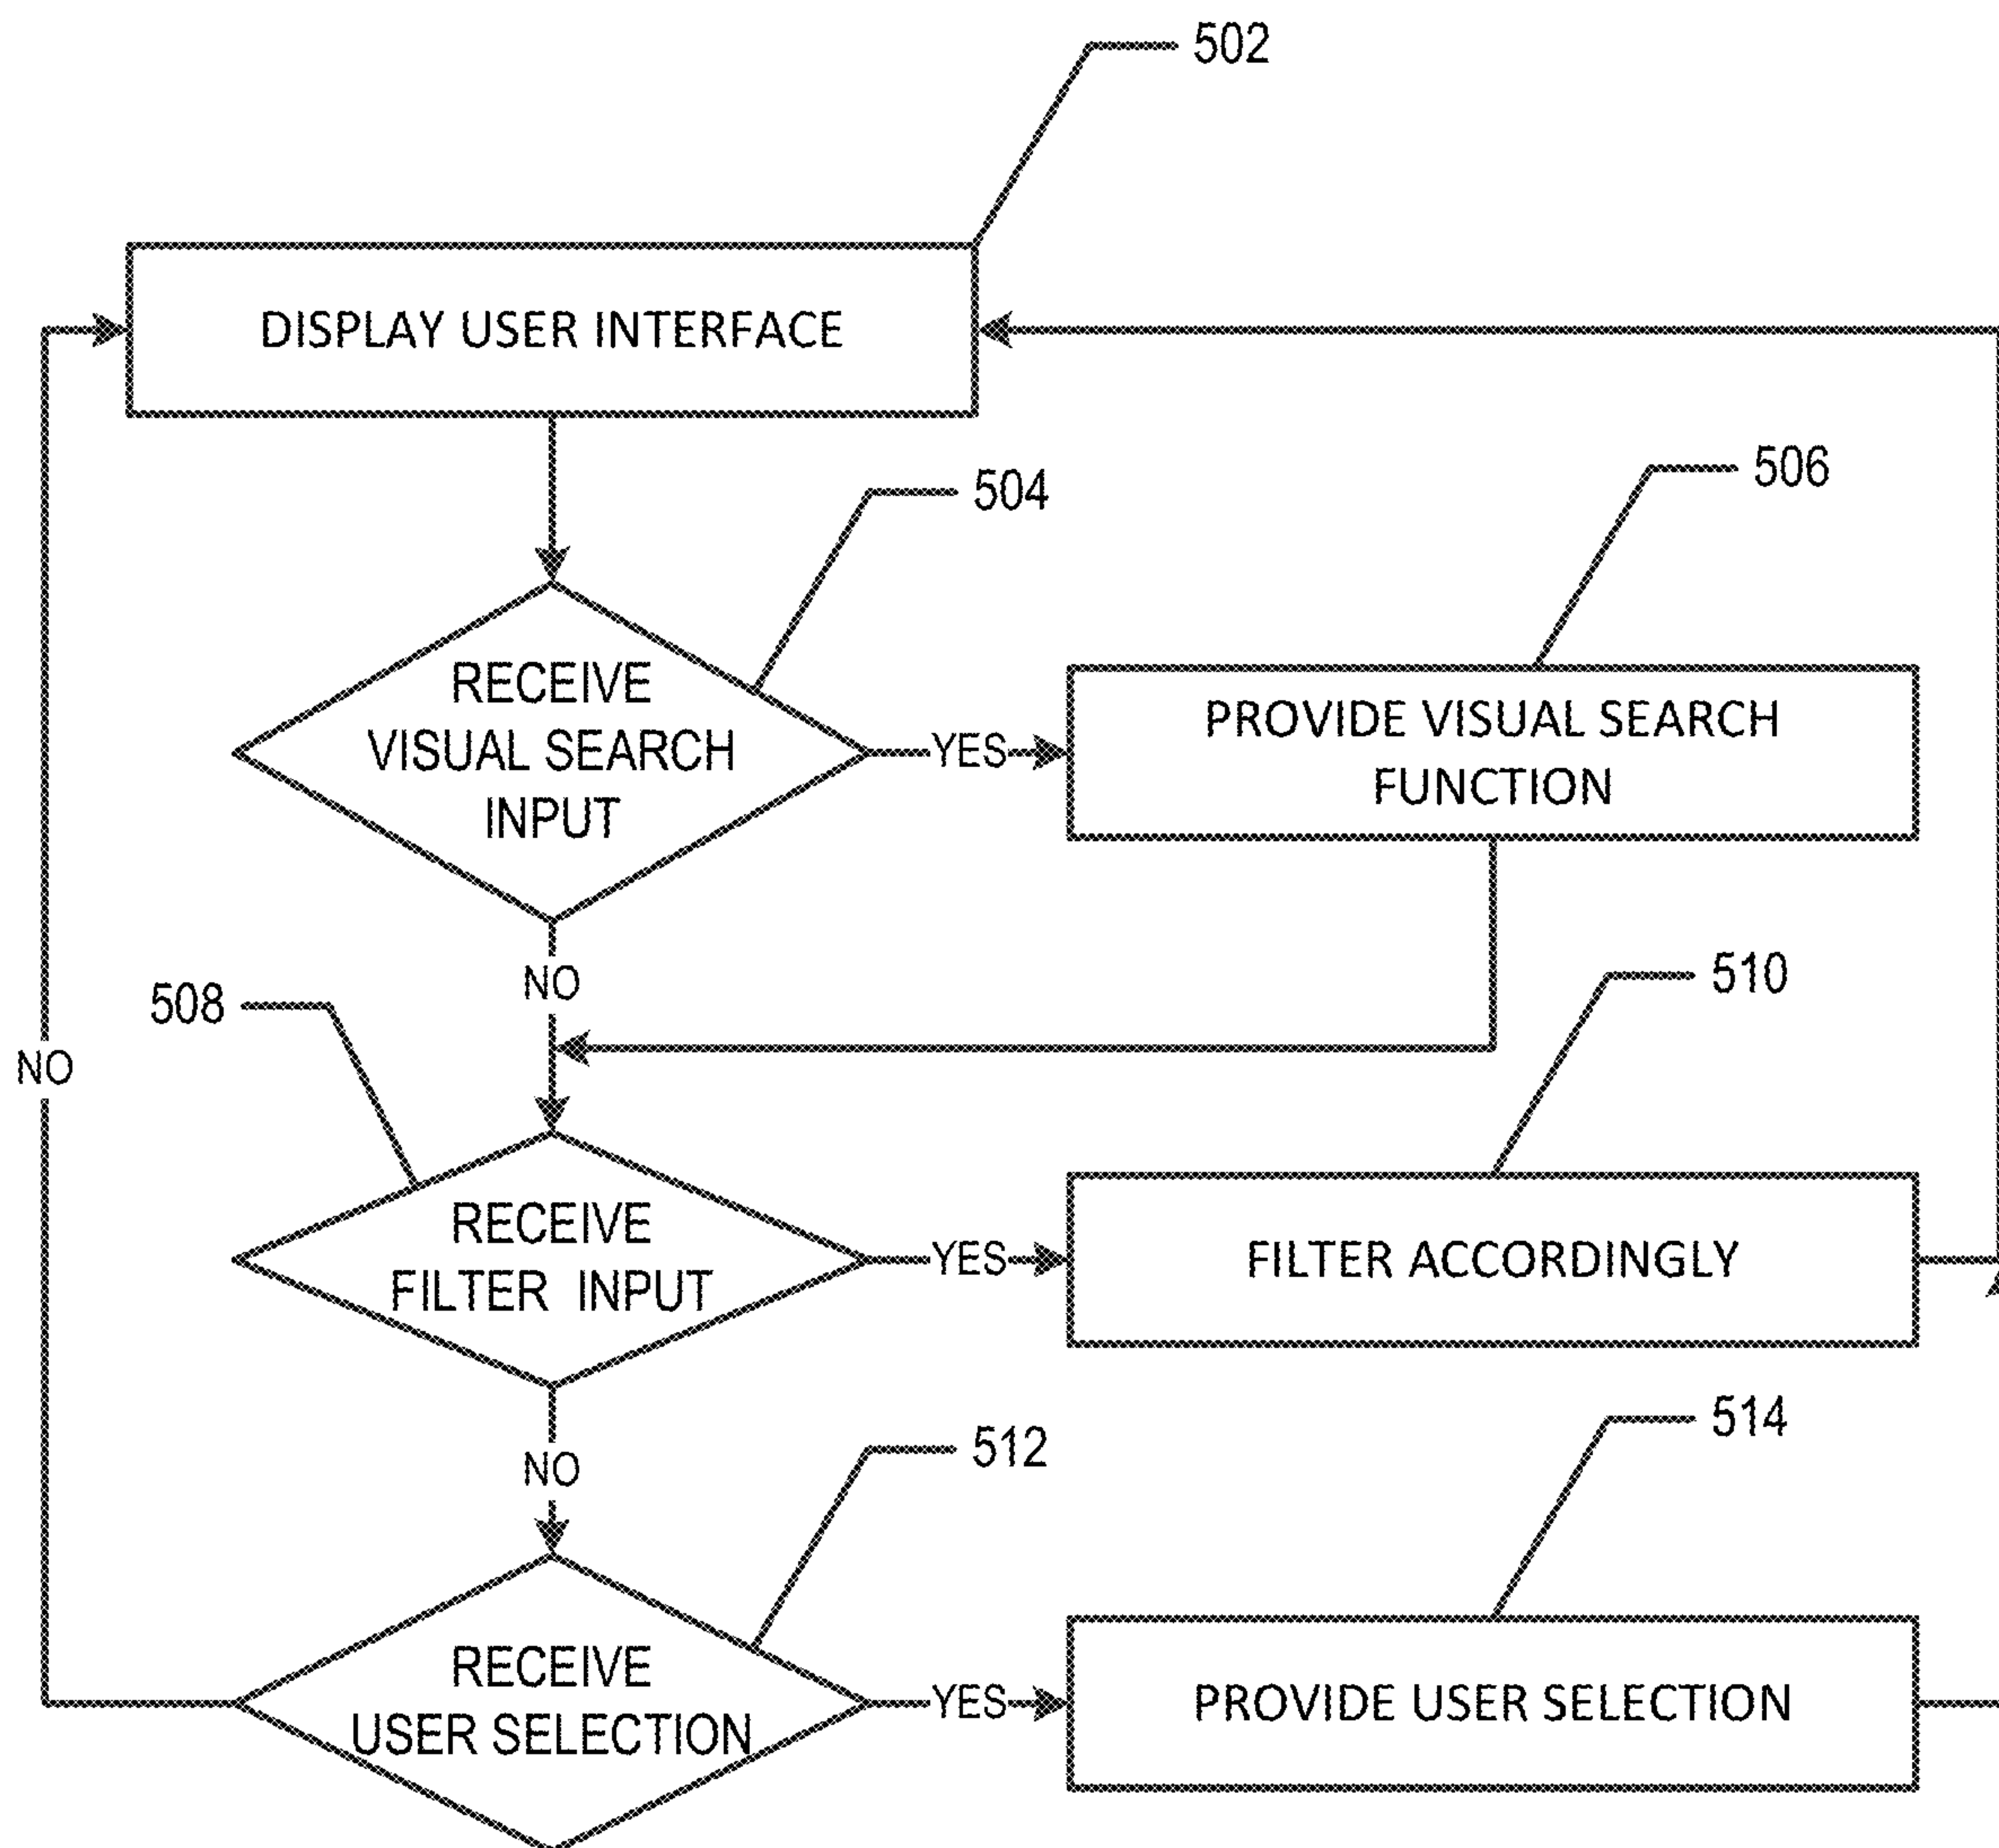 502
DISPLAY USER INTERFACE
504
506
RECEIVE
VISUAL SEARCH
INPUT
YES
PROVIDE VISUAL SEARCH
FUNCTION
NO
508
510
NO
RECEIVE
FILTER INPUT
YES
FILTER ACCORDINGLY
NO
512
514
RECEIVE
USER SELECTION
YES
PROVIDE USER SELECTION